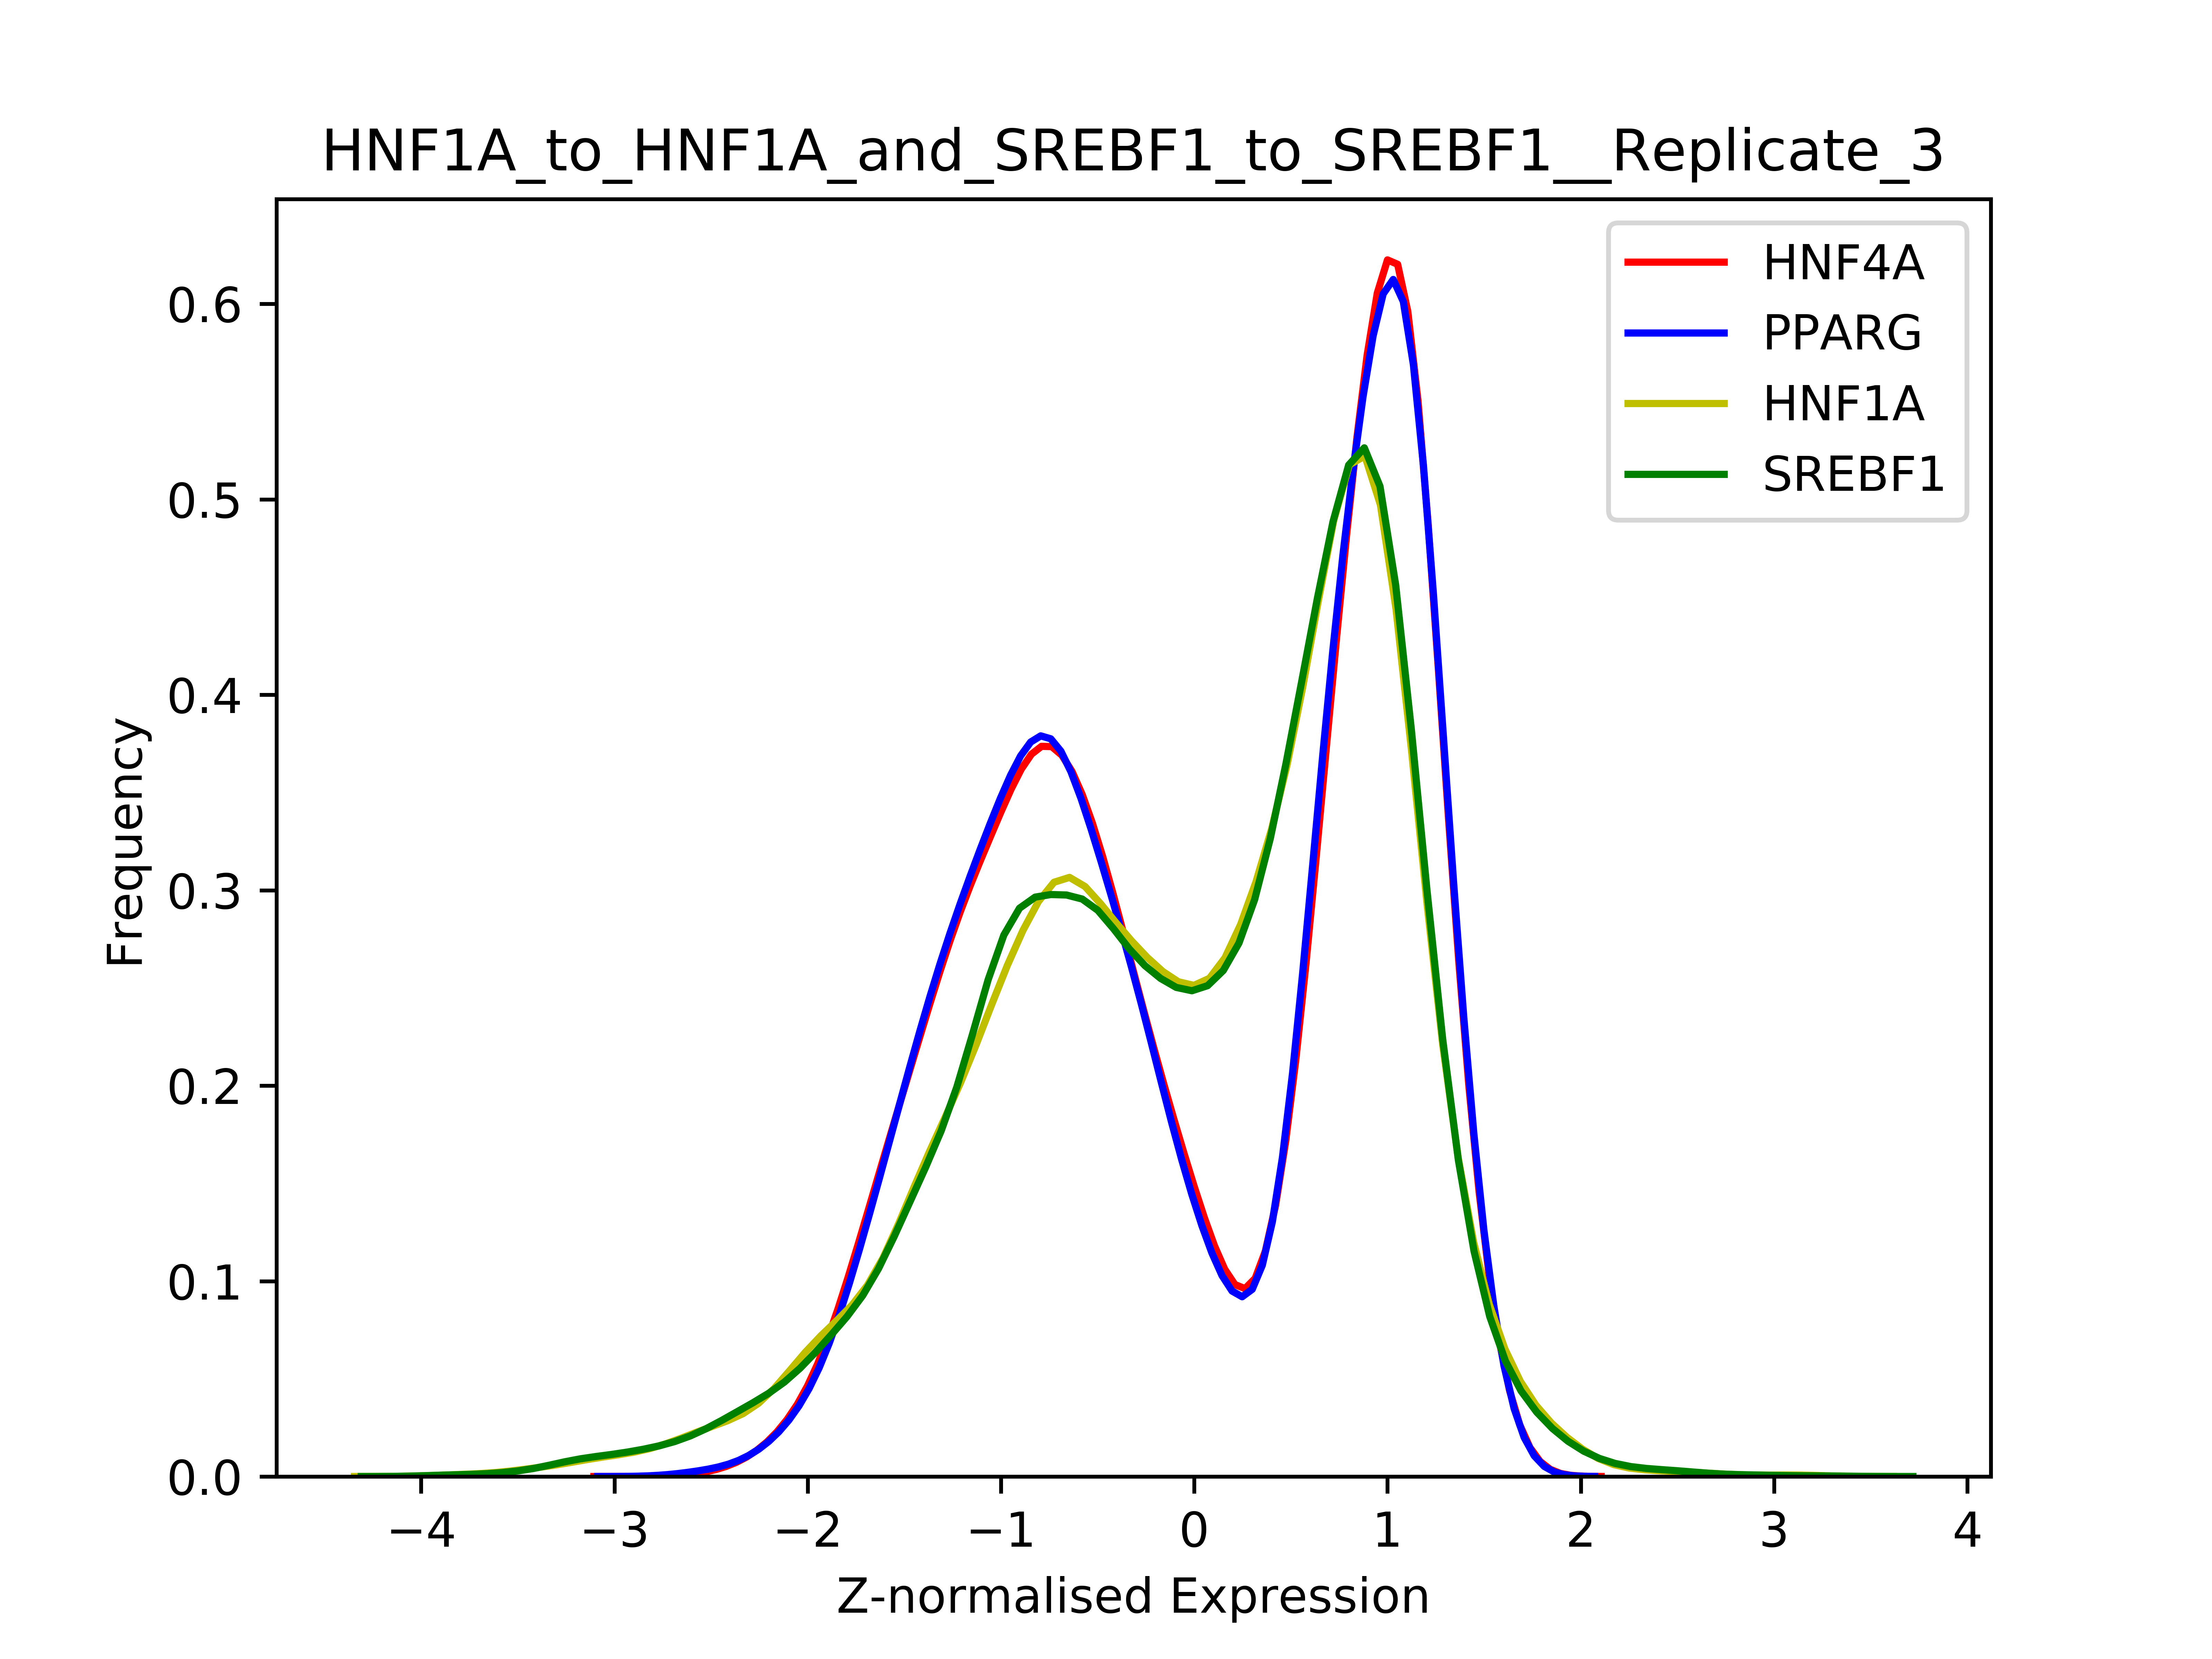 HNF1A_to_HNF1A_and_SREBF1_to_SREBF1__Replicate_3
HNF4A
PPARG
HNF1A
SREBF1
Frequency
0.6
0.5
0.4
0.3
0.2
0.1
0.0
−4 −3 −2 −1 0 1 2 3 4
Z-normalised Expression